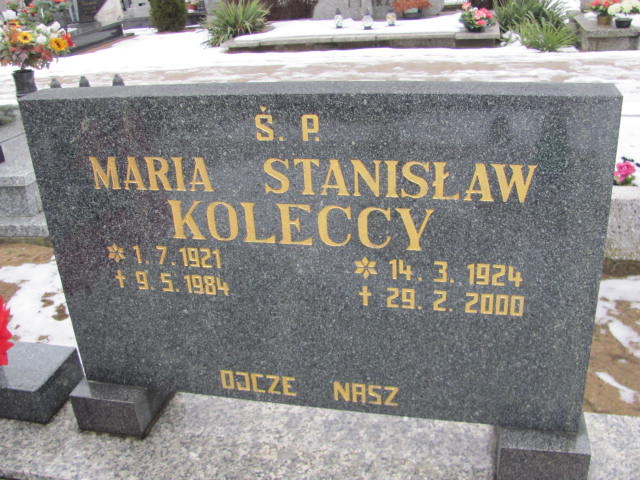 Ś. P.
MARIA STANISŁAW
KOLECCY
* 1. 7. 1921
† 9. 5. 1984
* 14. 3. 1924
† 29. 2. 2000
OJCZE NASZ